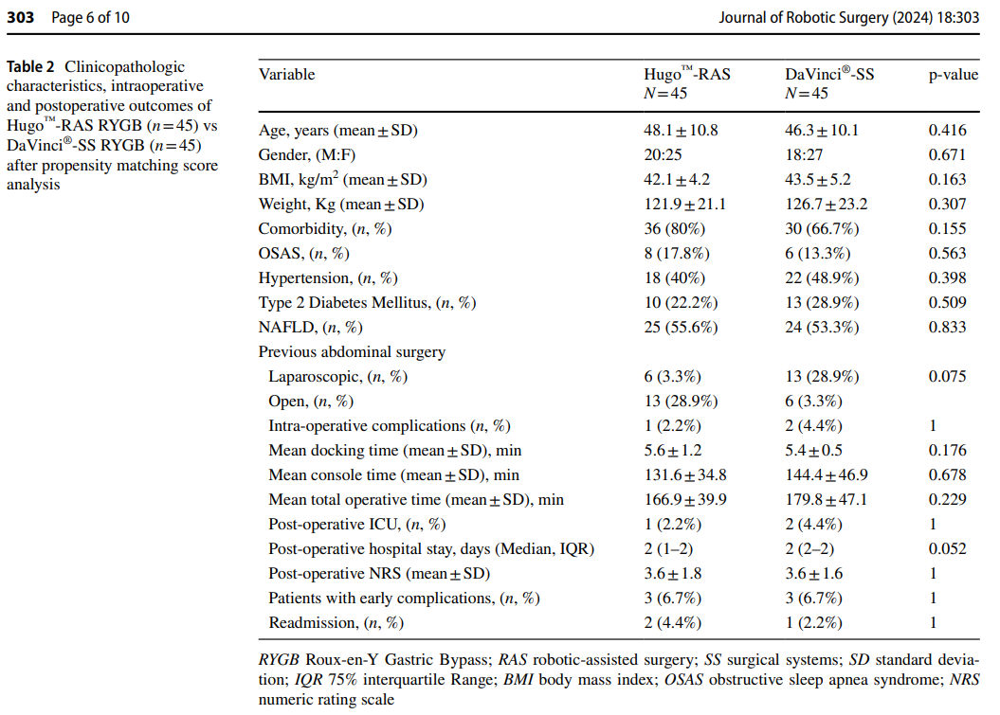 303 Page 6 of 10
Journal of Robotic Surgery (2024) 18:303
Table 2 Clinicopathologic
characteristics, intraoperative
and postoperative outcomes of
Hugo™-RAS RYGB (n=45) vs
DaVinci®-SS RYGB (n=45)
after propensity matching score
analysis
Variable Hugo™-RAS DaVinci®-SS p-value
N=45 N=45
Age, years (mean±SD) 48.1±10.8 46.3±10.1 0.416
Gender, (M:F) 20:25 18:27 0.671
BMI, kg/m² (mean±SD) 42.1±4.2 43.5±5.2 0.163
Weight, Kg (mean±SD) 121.9±21.1 126.7±23.2 0.307
Comorbidity, (n, %) 36 (80%) 30 (66.7%) 0.155
OSAS, (n, %) 8 (17.8%) 6 (13.3%) 0.563
Hypertension, (n, %) 18 (40%) 22 (48.9%) 0.398
Type 2 Diabetes Mellitus, (n, %) 10 (22.2%) 13 (28.9%) 0.509
NAFLD, (n, %) 25 (55.6%) 24 (53.3%) 0.833
Previous abdominal surgery
Laparoscopic, (n, %) 6 (3.3%) 13 (28.9%) 0.075
Open, (n, %) 13 (28.9%) 6 (3.3%)
Intra-operative complications (n, %) 1 (2.2%) 2 (4.4%) 1
Mean docking time (mean±SD), min 5.6±1.2 5.4±0.5 0.176
Mean console time (mean±SD), min 131.6±34.8 144.4±46.9 0.678
Mean total operative time (mean±SD), min 166.9±39.9 179.8±47.1 0.229
Post-operative ICU, (n, %) 1 (2.2%) 2 (4.4%) 1
Post-operative hospital stay, days (Median, IQR) 2 (1–2) 2 (2–2) 0.052
Post-operative NRS (mean±SD) 3.6±1.8 3.6±1.6 1
Patients with early complications, (n, %) 3 (6.7%) 3 (6.7%) 1
Readmission, (n, %) 2 (4.4%) 1 (2.2%) 1
RYGB Roux-en-Y Gastric Bypass; RAS robotic-assisted surgery; SS surgical systems; SD standard devia-
tion; IQR 75% interquartile Range; BMI body mass index; OSAS obstructive sleep apnea syndrome; NRS
numeric rating scale